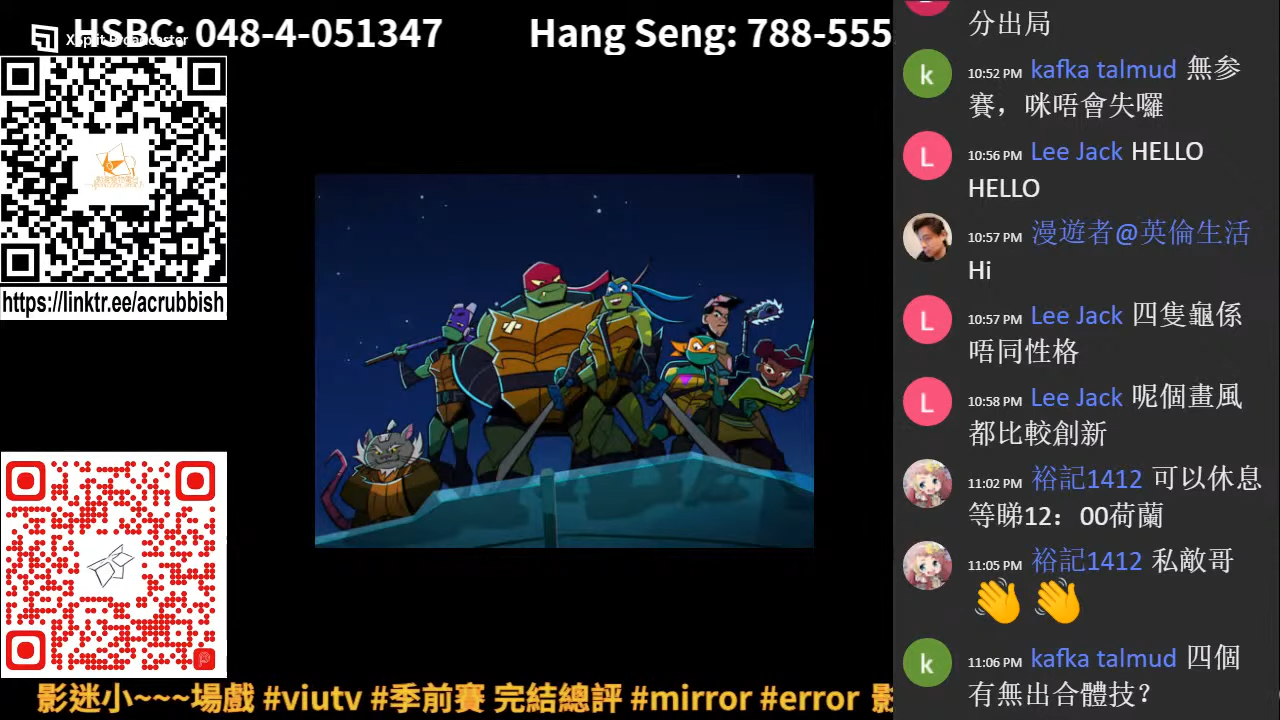 HSBC: 048-4-051347 Hang Seng: 788-555
XSplit Broadcaster
https://linktr.ee/acrubbish
影迷小~~~場戲 #viutv #季前賽 完結總評 #mirror #error 影
分出局
10:52 PM kafka talmud 無參
賽，咪唔會失囉
10:56 PM Lee Jack HELLO
HELLO
10:57 PM 漫遊者@英倫生活
Hi
10:57 PM Lee Jack 四隻龜係
唔同性格
10:58 PM Lee Jack 呢個畫風
都比較創新
11:02 PM 裕記1412 可以休息
等睇12：00荷蘭
11:05 PM 裕記1412 私敵哥
11:06 PM kafka talmud 四個
有無出合體技？